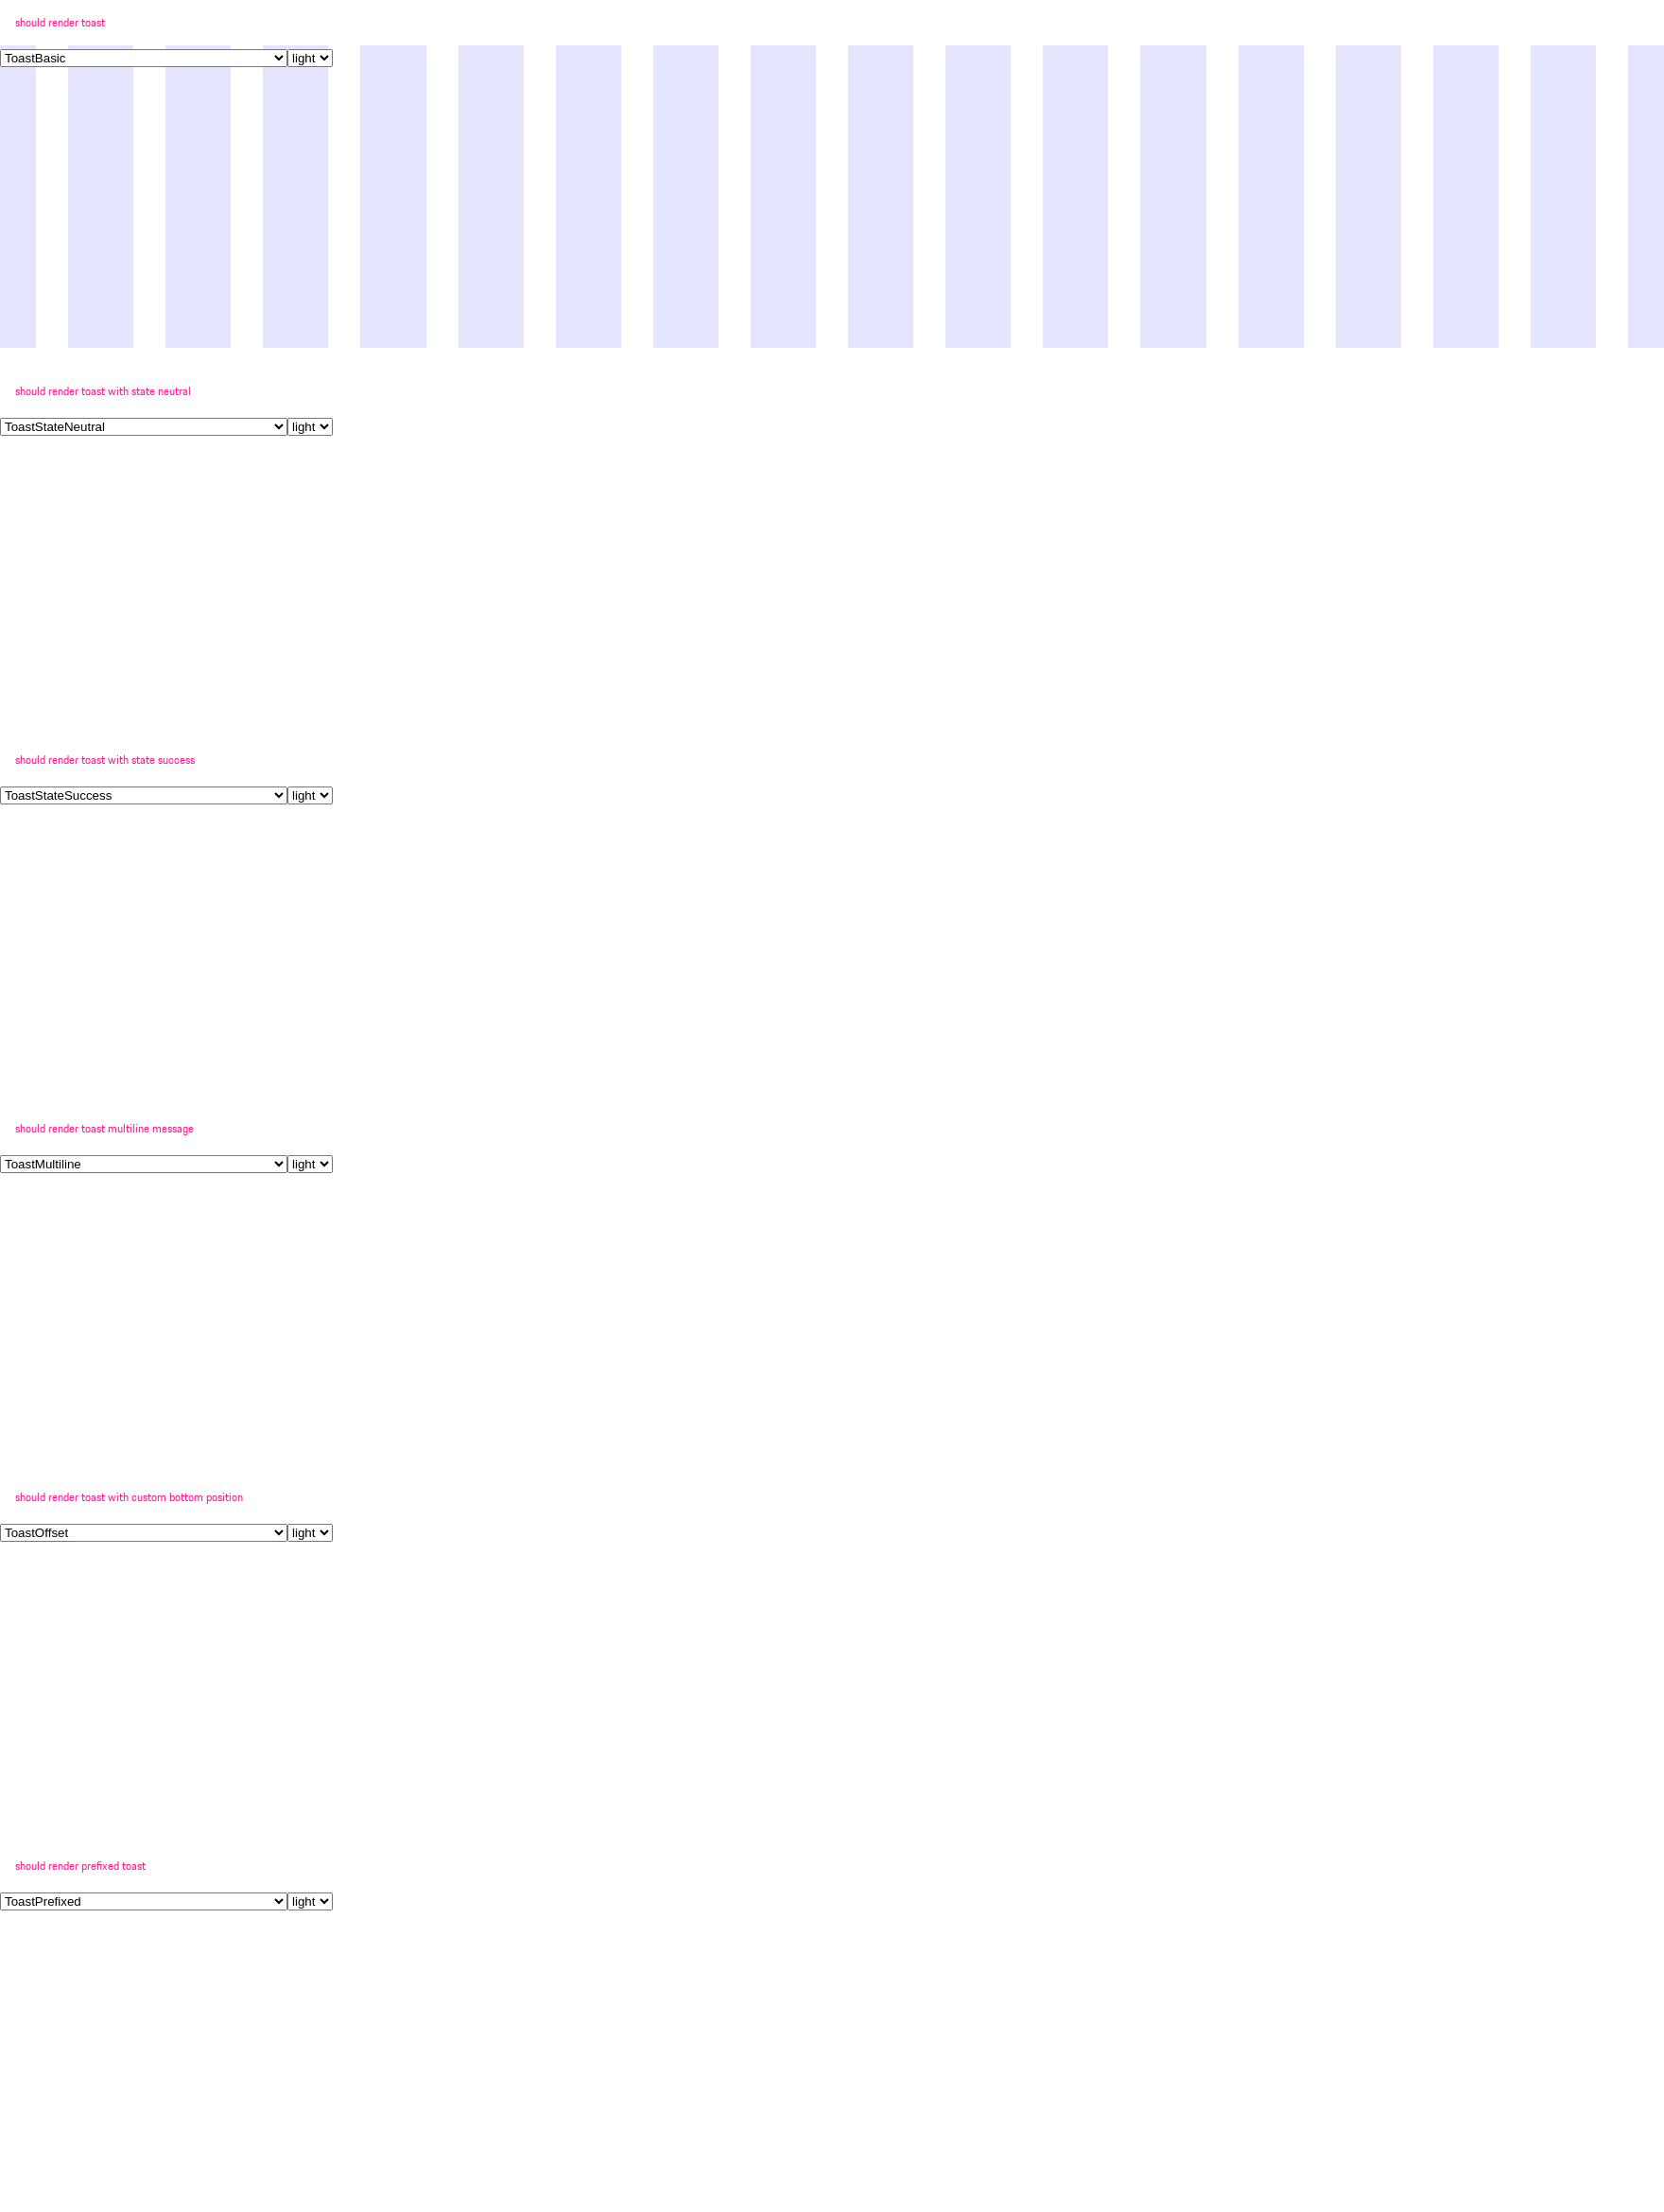 should render toast
ToastBasic light
should render toast with state neutral
ToastStateNeutral light
should render toast with state success
ToastStateSuccess light
should render toast multiline message
ToastMultiline light
should render toast with custom bottom position
ToastOffset light
should render prefixed toast
ToastPrefixed light